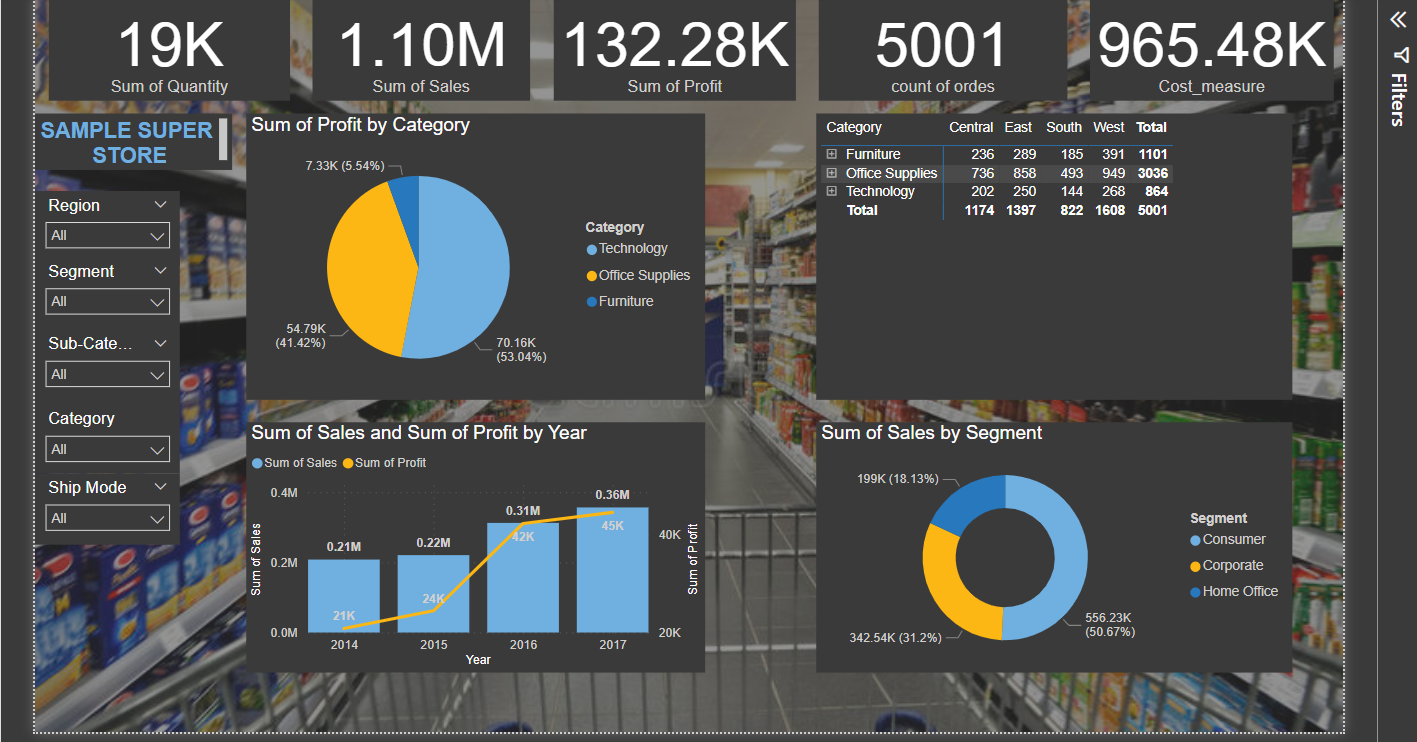 19K
Sum of Quantity
1.10M
Sum of Sales
132.28K
Sum of Profit
5001
count of ordes
965.48K
Cost_measure
Filters
SAMPLE SUPER
STORE
Region
All
Segment
All
Sub-Cate...
All
Category
All
Ship Mode
All
Sum of Profit by Category
7.33K (5.54%)
54.79K
(41.42%)
70.16K
(53.04%)
Category
Technology
Office Supplies
Furniture
Category Central East South West Total
Furniture 236 289 185 391 1101
Office Supplies 736 858 493 949 3036
Technology 202 250 144 268 864
Total 1174 1397 822 1608 5001
Sum of Sales and Sum of Profit by Year
Sum of Sales Sum of Profit
Sum of Sales
0.4M
0.2M
0.0M
0.21M
0.22M
0.31M
0.36M
21K
24K
42K
45K
40K
20K
Sum of Profit
2014 2015 2016 2017
Year
Sum of Sales by Segment
199K (18.13%)
342.54K (31.2%)
556.23K
(50.67%)
Segment
Consumer
Corporate
Home Office